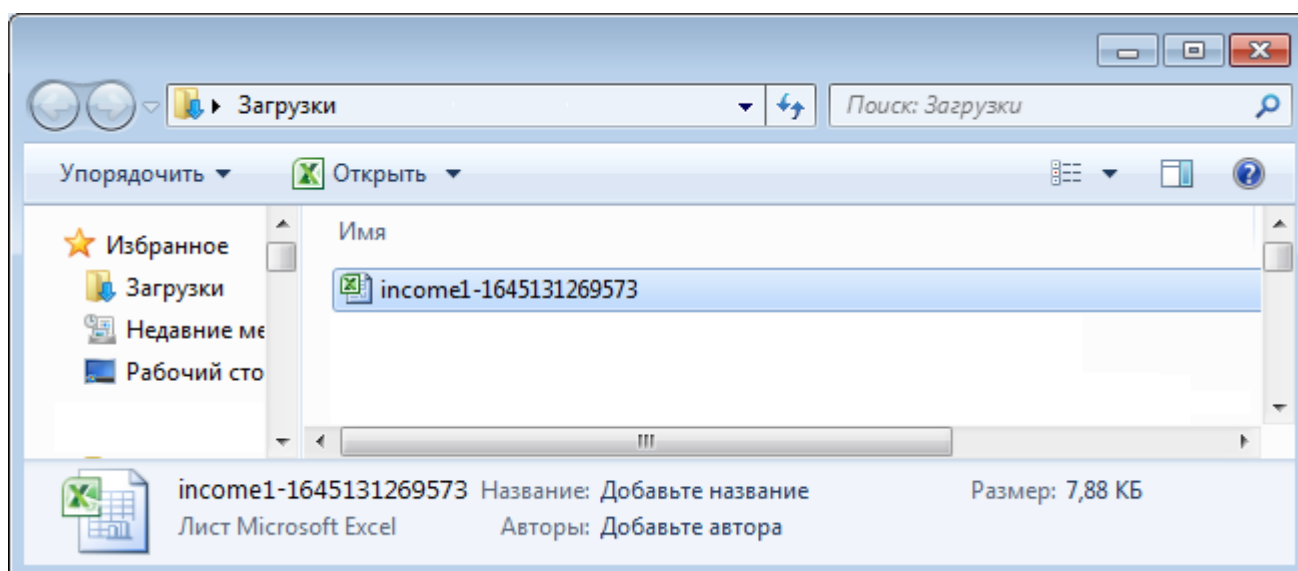 Загрузки
Поиск: Загрузки
Упорядочить
Открыть
Избранное
Загрузки
Недавние ме
Рабочий сто
Имя
income1-1645131269573
income1-1645131269573 Название: Добавьте название Размер: 7,88 КБ
Лист Microsoft Excel Авторы: Добавьте автора